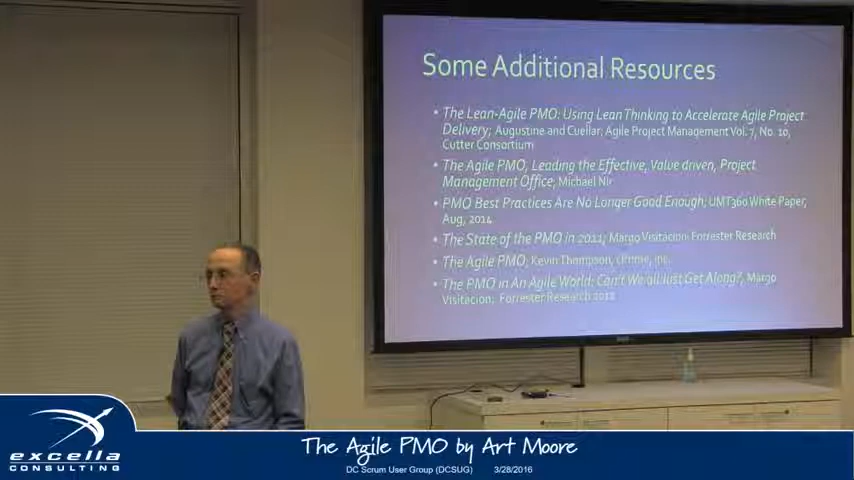 Some Additional Resources
• The Lean-Agile PMO: Using Lean Thinking to Accelerate Agile Project
Delivery; Augustine and Cuellar, Agile Project Management Vol. 7, No. 10,
Cutter Consortium
• The Agile PMO, Leading the Effective, Value driven, Project
Management Office; Michael Nir
• PMO Best Practices Are No Longer Good Enough; UMT360 White Paper,
Aug, 2014
• The State of the PMO in 2011; Margo Visitacion Forrester Research
• The Agile PMO; Kevin Thompson, Inc.
• The PMO in An Agile World: Can't We all Just Get Along?, Margo
Visitacion, Forrester Research 2012
excella
CONSULTING
The Agile PMO by Art Moore
DC Scrum User Group (DCSUG) 3/28/2016